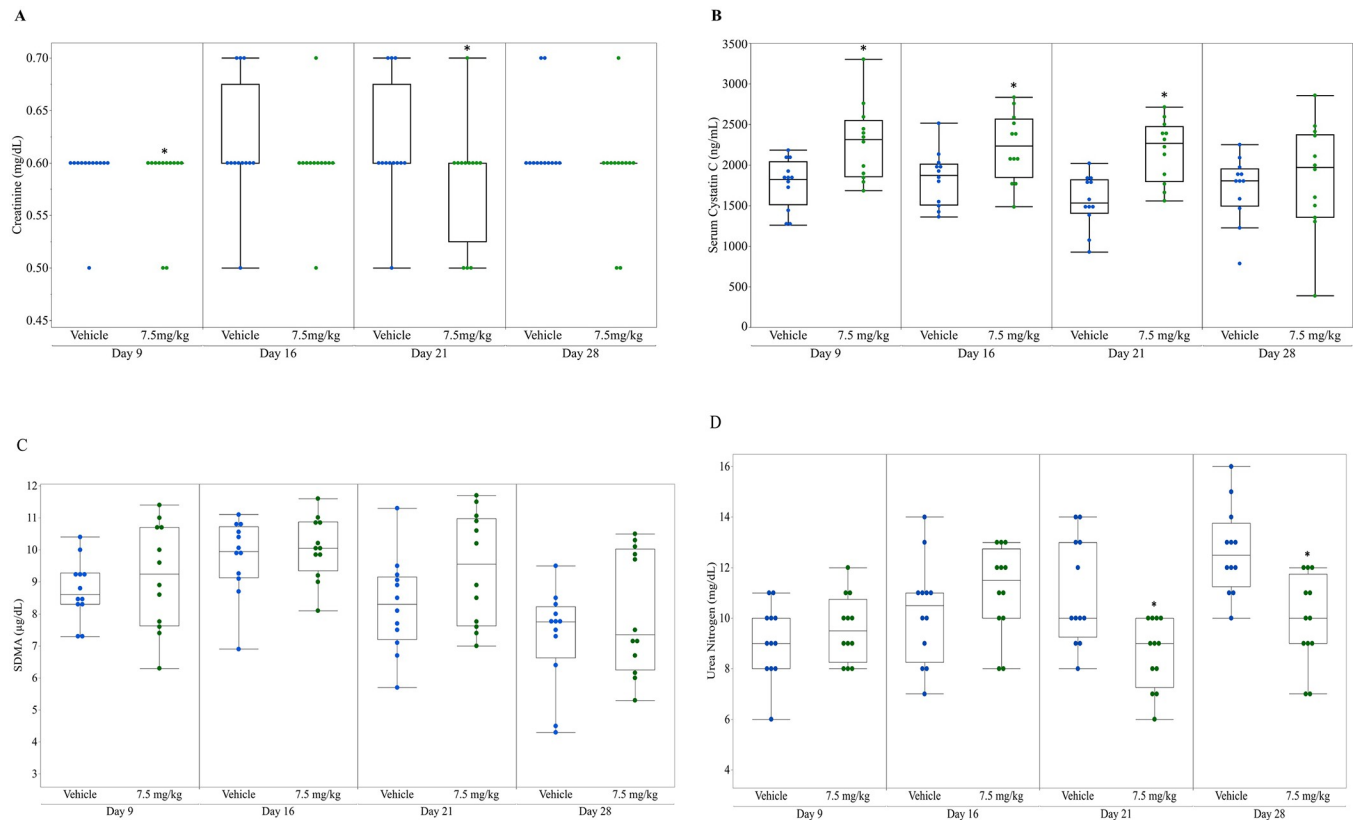 A
Creatinine (mg/dL)
0.70
0.65
0.60
0.55
0.50
0.45
*
*
Vehicle 7.5mg/kg Vehicle 7.5mg/kg Vehicle 7.5mg/kg Vehicle 7.5mg/kg
Day 9 Day 16 Day 21 Day 28
B
Serum Cystatin C (ng/mL)
3500
3000
2500
2000
1500
1000
500
0
*
*
*
Vehicle 7.5 mg/kg Vehicle 7.5 mg/kg Vehicle 7.5 mg/kg Vehicle 7.5 mg/kg
Day 9 Day 16 Day 21 Day 28
C
SDMA (µg/dL)
12
11
10
9
8
7
6
5
4
3
Vehicle 7.5 mg/kg Vehicle 7.5 mg/kg Vehicle 7.5 mg/kg Vehicle 7.5 mg/kg
Day 9 Day 16 Day 21 Day 28
D
Urea Nitrogen (mg/dL)
16
14
12
10
8
6
4
*
*
Vehicle 7.5 mg/kg Vehicle 7.5 mg/kg Vehicle 7.5 mg/kg Vehicle 7.5 mg/kg
Day 9 Day 16 Day 21 Day 28